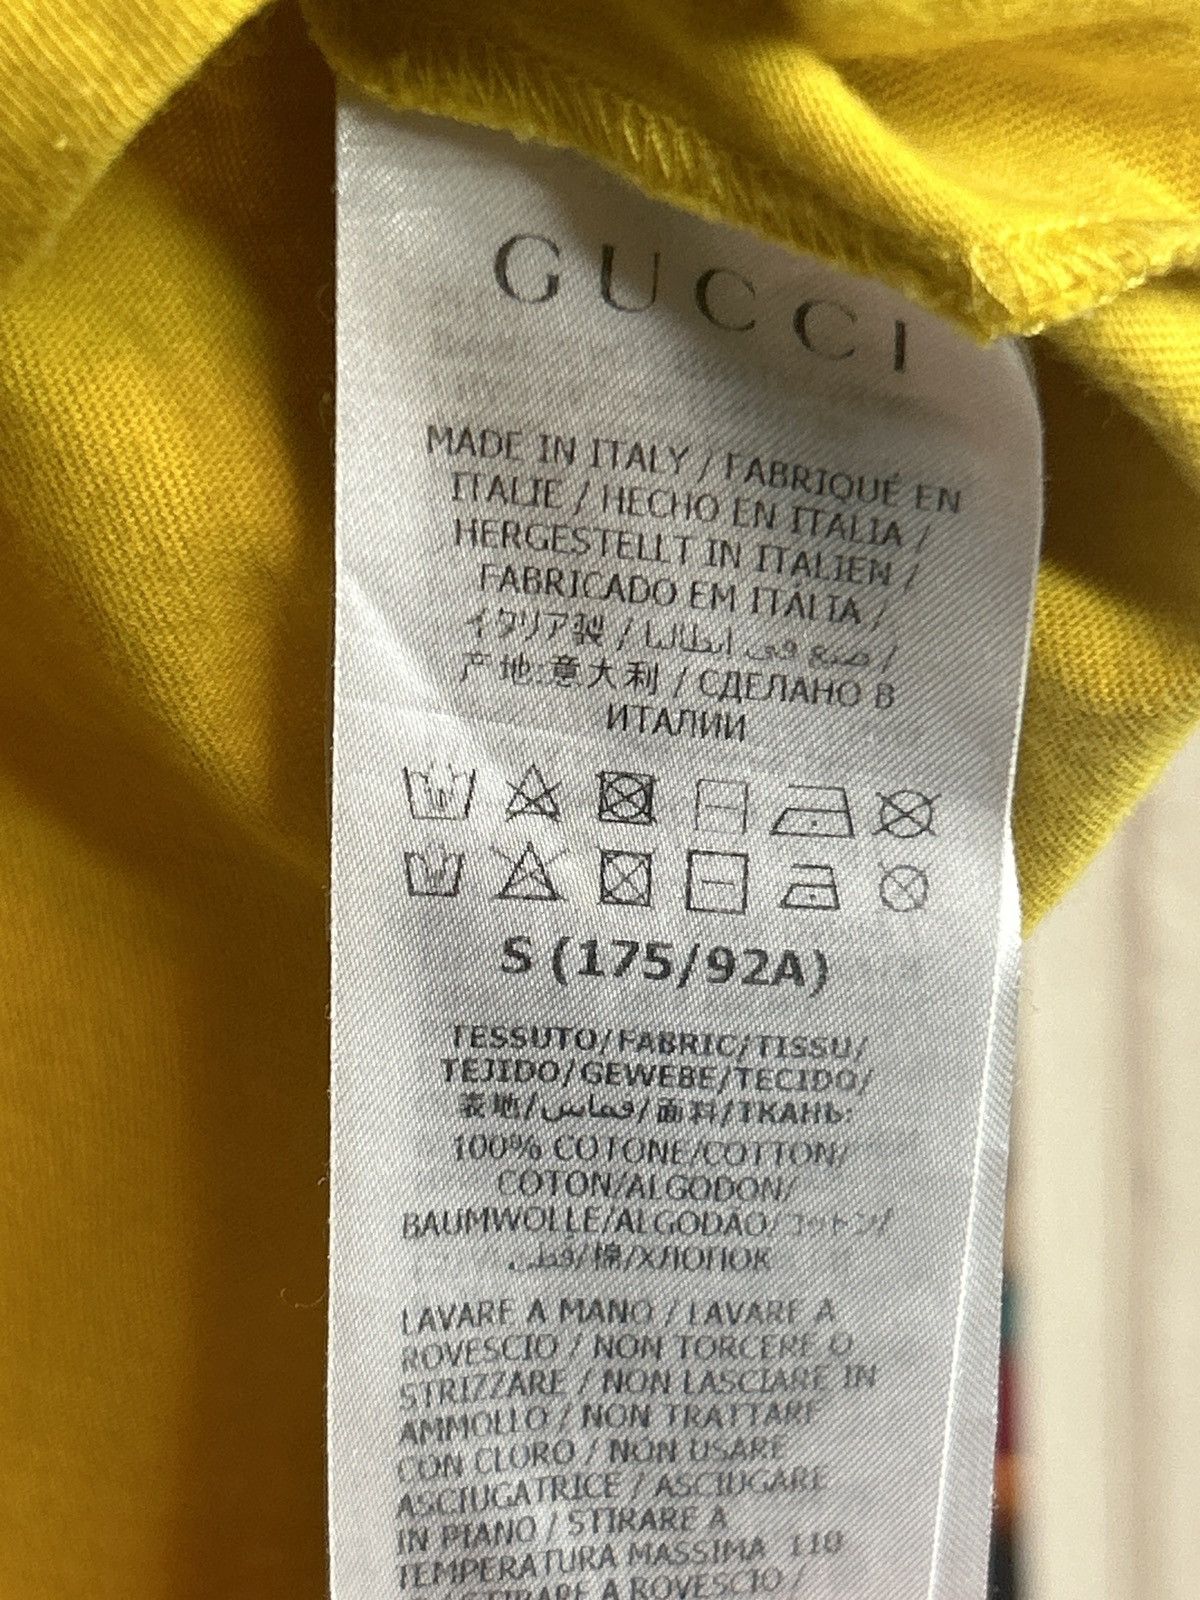 GUCCI
MADE IN ITALY / FABRIQUÉ EN
ITALIE / HECHO EN ITALIA /
HERGESTELLT IN ITALIEN /
FABRICADO EM ITÁLIA /
イタリア製 / صنع في إيطاليا /
产地:意大利 / СДЕЛАНО В
ИТАЛИИ
S (175/92A)
TESSUTO/FABRIC/TISSU/
TEJIDO/GEWEBE/TECIDO/
表地/قماش/面料/ТКАНЬ:
100% COTONE/COTTON/
COTON/ALGODON/
BAUMWOLLE/ALGODÃO/コットン/
قطن/棉/ХЛОПОК
LAVARE A MANO / LAVARE A
ROVESCIO / NON TORCERE O
STRIZZARE / NON LASCIARE IN
AMMOLLO / NON TRATTARE
CON CLORO / NON USARE
ASCIUGATRICE / ASCIUGARE
IN PIANO / STIRARE A
TEMPERATURA MASSIMA 110
STIRARE A ROVESCIO /